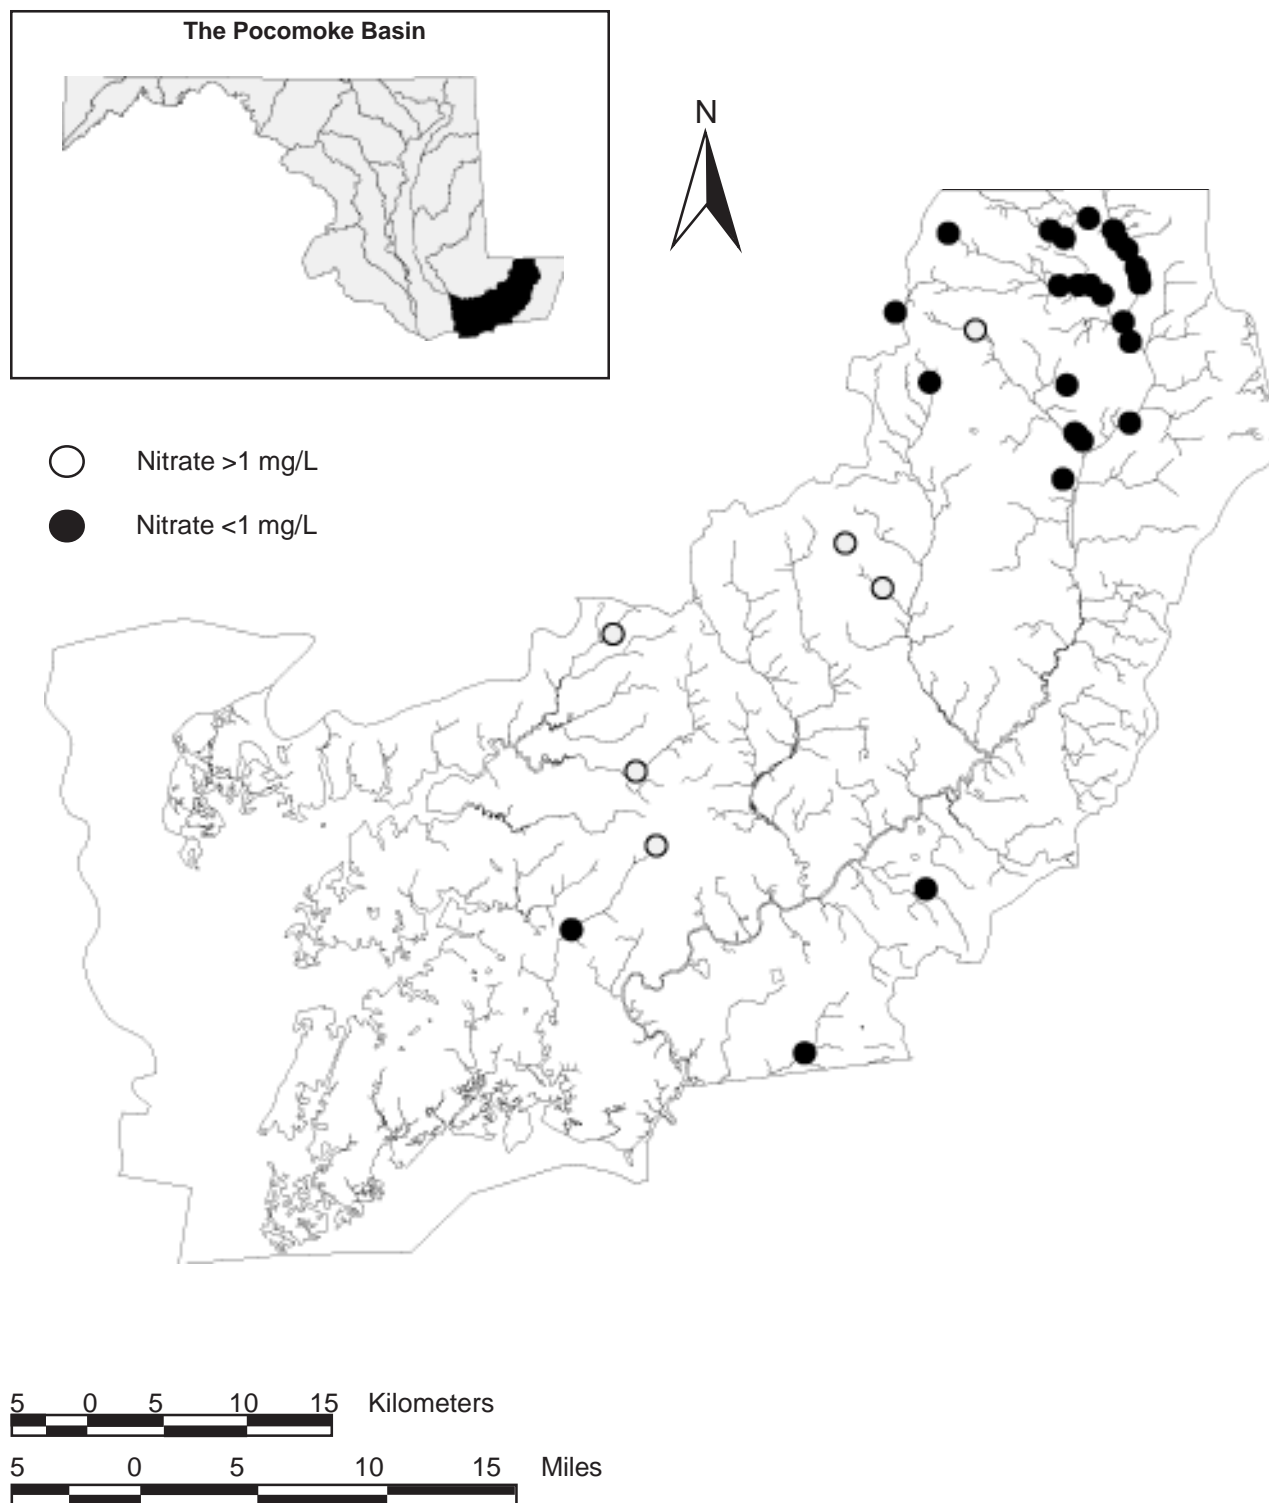 The Pocomoke Basin
N
Nitrate >1 mg/L
Nitrate <1 mg/L
5 0 5 10 15 Kilometers
5 0 5 10 15 Miles